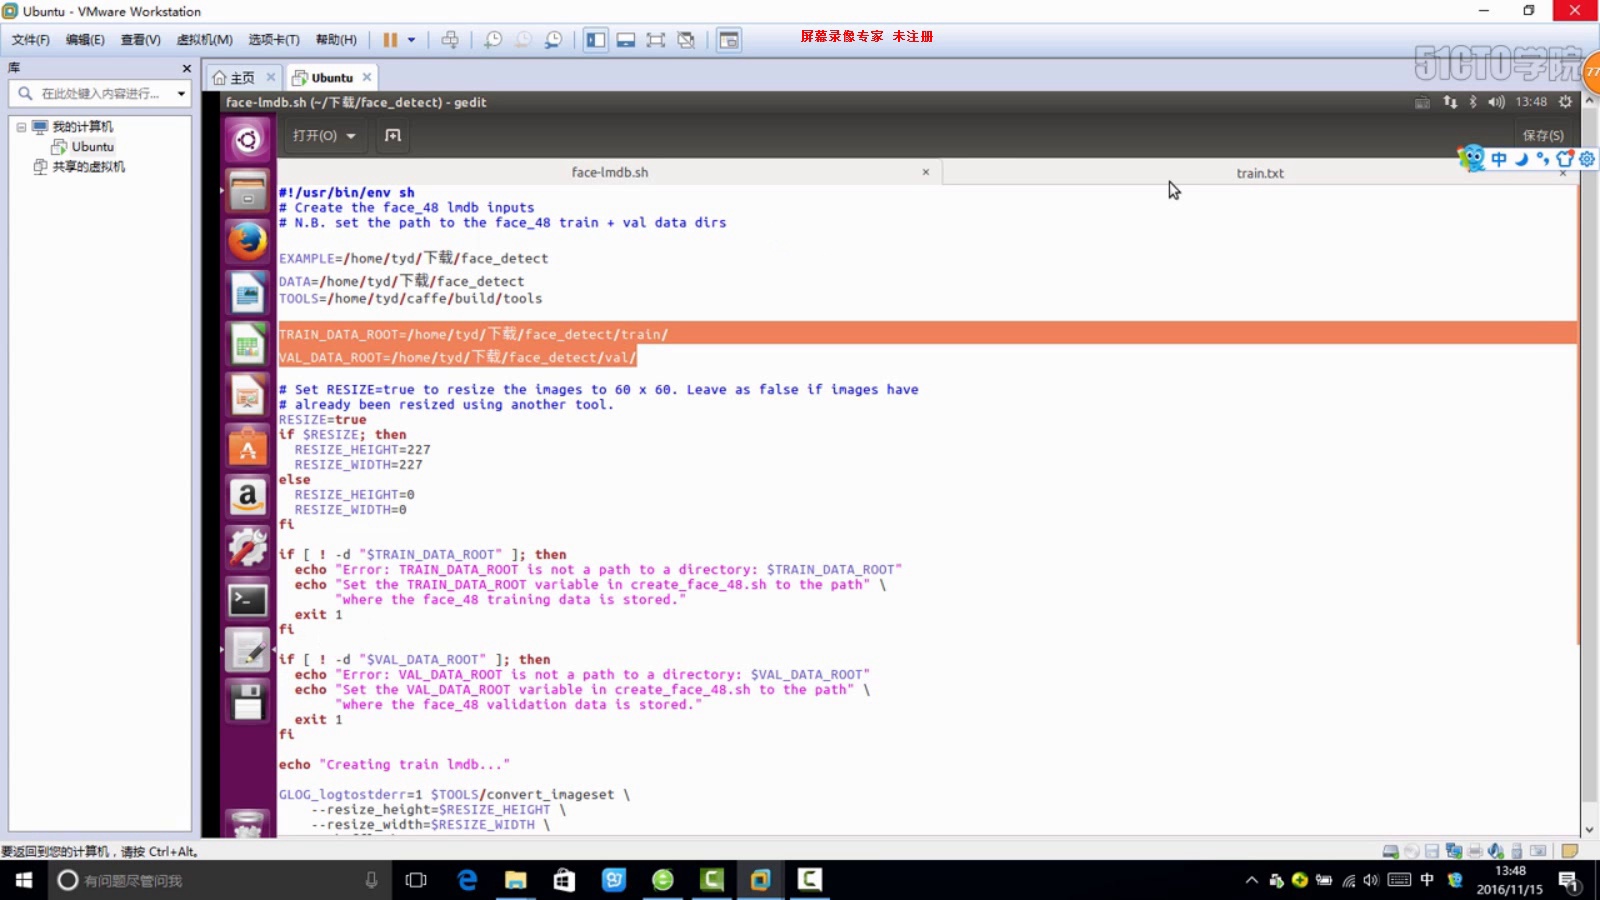 Ubuntu - VMware Workstation
文件(F) 编辑(E) 查看(V) 虚拟机(M) 选项卡(T) 帮助(H)
屏幕录像专家 未注册
51CTO学院
77
库
主页
Ubuntu
在此处键入内容进行...
face-lmdb.sh (~/下载/face_detect) - gedit
13:48
我的计算机
Ubuntu
共享的虚拟机
打开(O)
保存(S)
中
face-lmdb.sh
train.txt
#!/usr/bin/env sh
# Create the face_48 lmdb inputs
# N.B. set the path to the face_48 train + val data dirs
EXAMPLE=/home/tyd/下载/face_detect
DATA=/home/tyd/下载/face_detect
TOOLS=/home/tyd/caffe/build/tools
TRAIN_DATA_ROOT=/home/tyd/下载/face_detect/train/
VAL_DATA_ROOT=/home/tyd/下载/face_detect/val/
# Set RESIZE=true to resize the images to 60 x 60. Leave as false if images have
# already been resized using another tool.
RESIZE=true
if $RESIZE; then
RESIZE_HEIGHT=227
RESIZE_WIDTH=227
else
RESIZE_HEIGHT=0
RESIZE_WIDTH=0
fi
if [ ! -d "$TRAIN_DATA_ROOT" ]; then
echo "Error: TRAIN_DATA_ROOT is not a path to a directory: $TRAIN_DATA_ROOT"
echo "Set the TRAIN_DATA_ROOT variable in create_face_48.sh to the path" \
"where the face_48 training data is stored."
exit 1
fi
if [ ! -d "$VAL_DATA_ROOT" ]; then
echo "Error: VAL_DATA_ROOT is not a path to a directory: $VAL_DATA_ROOT"
echo "Set the VAL_DATA_ROOT variable in create_face_48.sh to the path" \
"where the face_48 validation data is stored."
exit 1
fi
echo "Creating train lmdb..."
GLOG_logtostderr=1 $TOOLS/convert_imageset \
--resize_height=$RESIZE_HEIGHT \
--resize_width=$RESIZE_WIDTH \
要返回到您的计算机，请按 Ctrl+Alt。
有问题尽管问我
中
13:48
2016/11/15
1